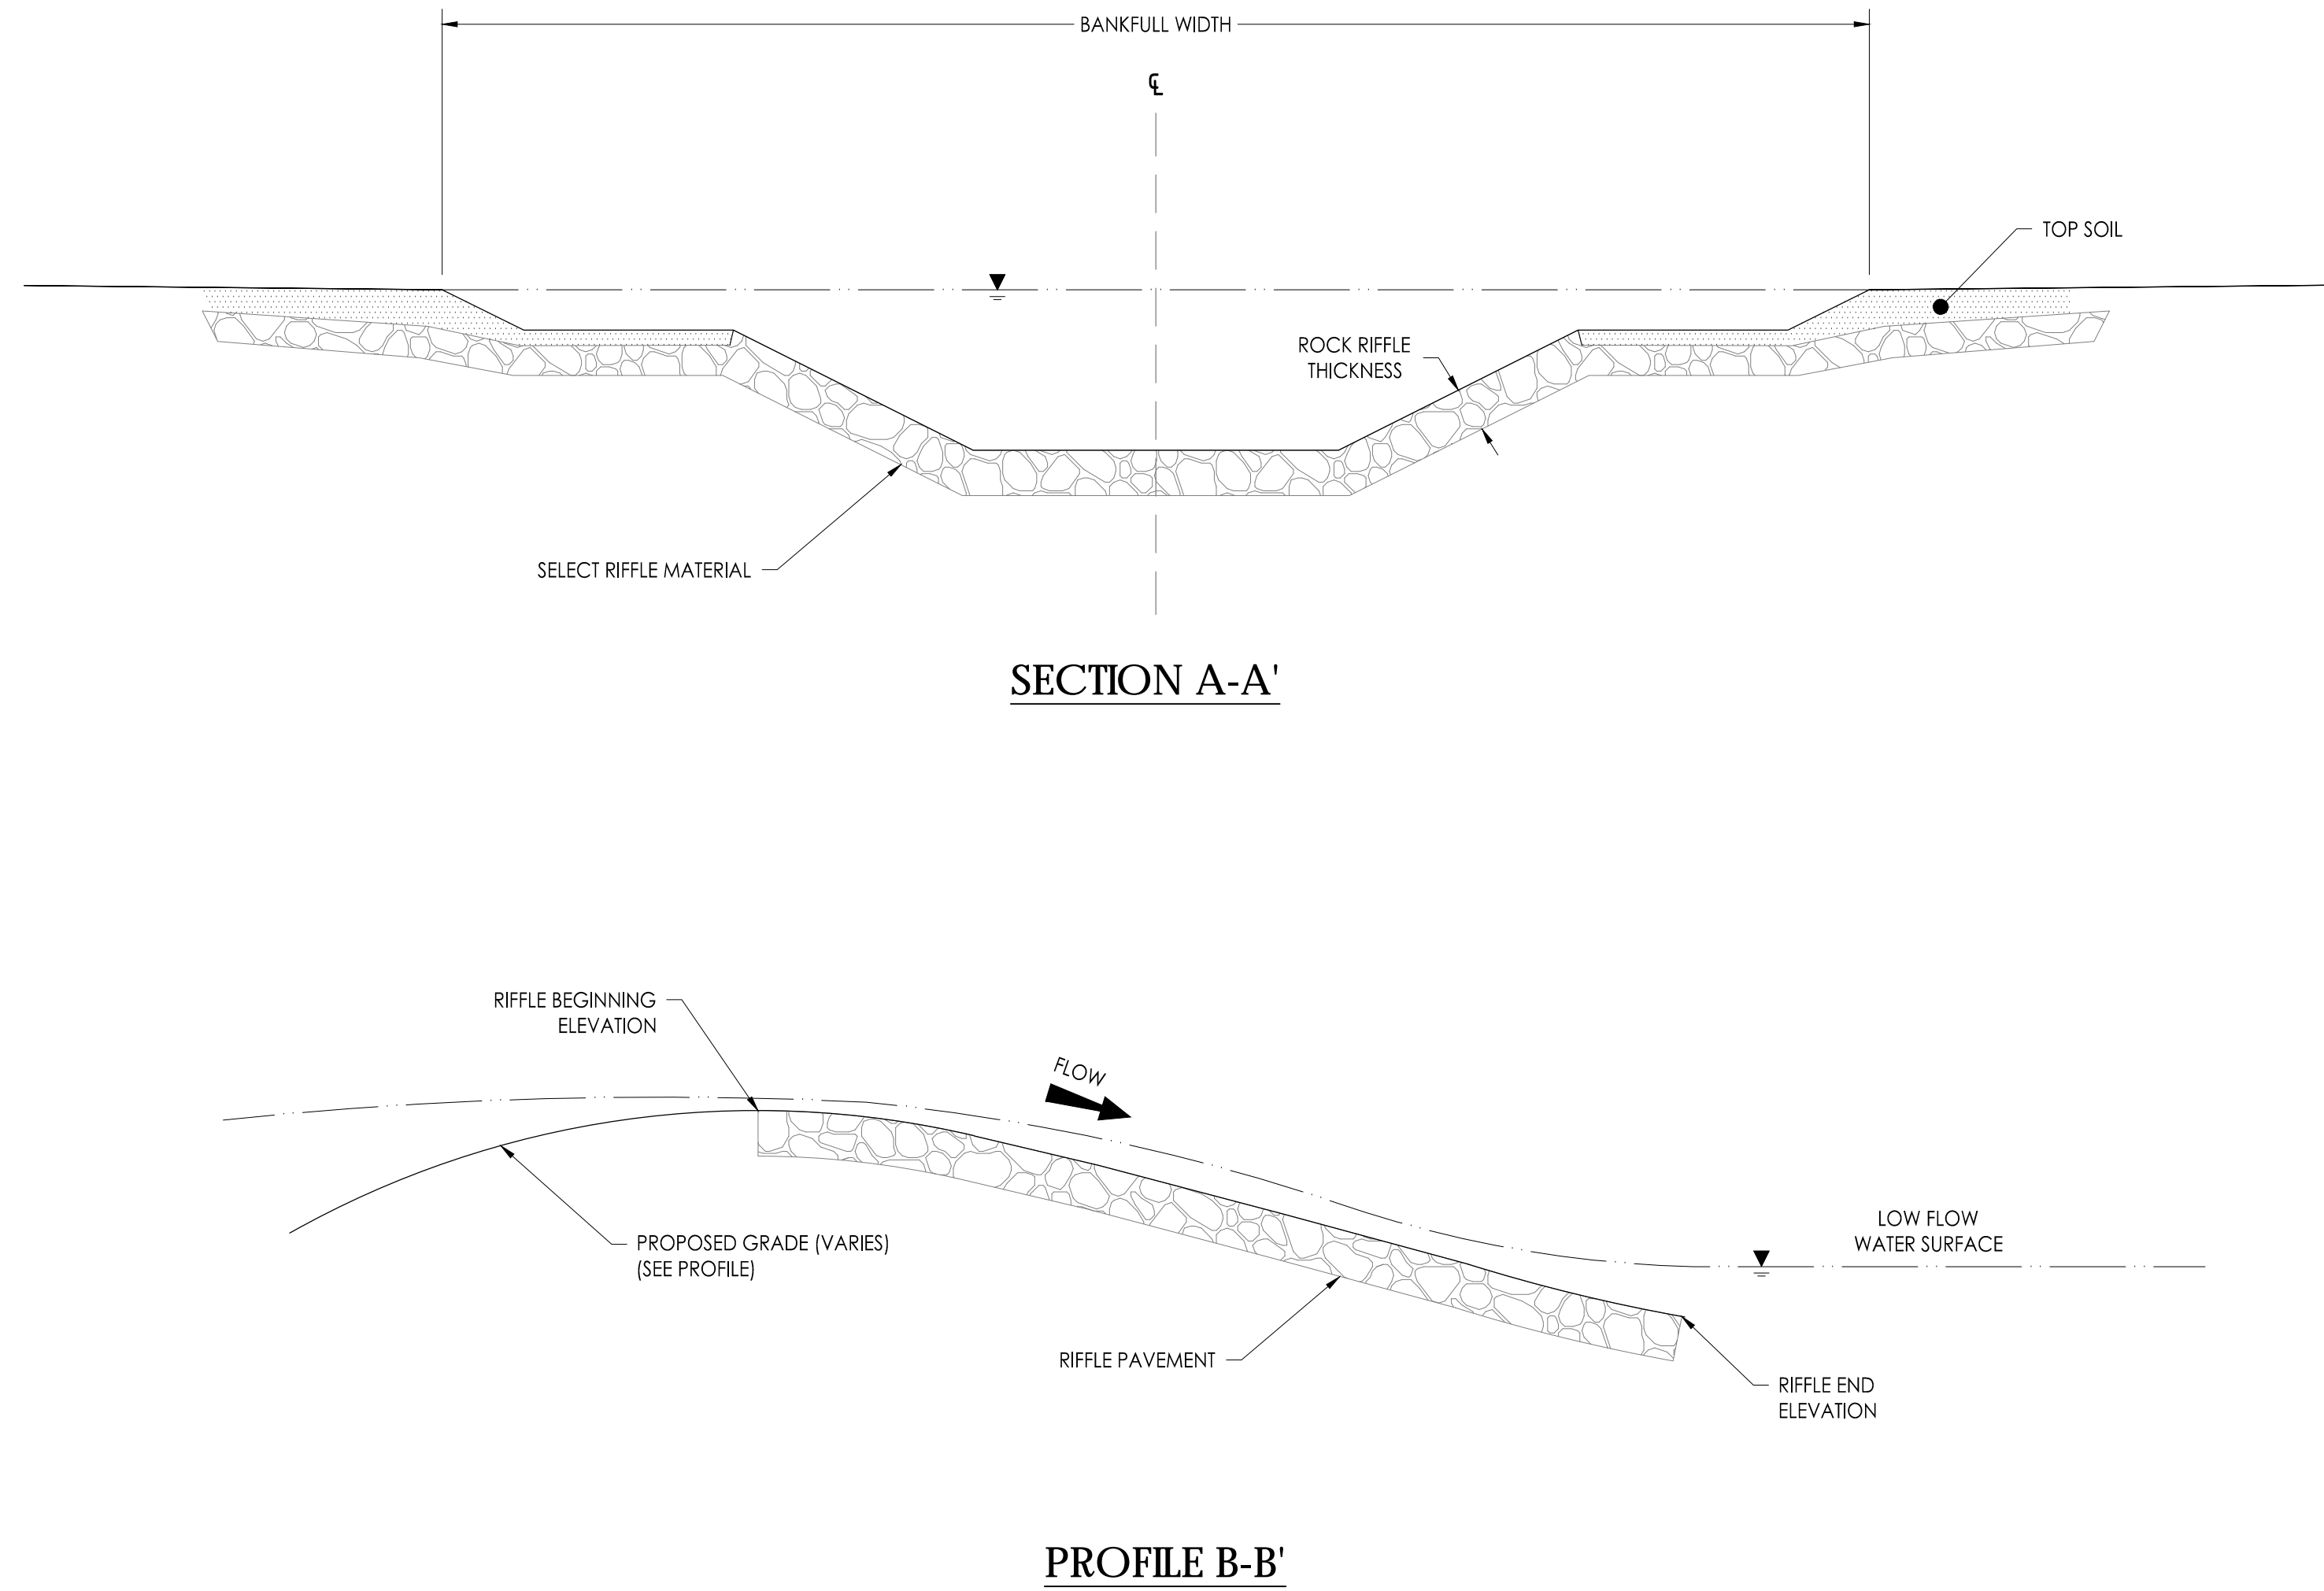 BANKFULL WIDTH
℄
TOP SOIL
ROCK RIFFLE
THICKNESS
SELECT RIFFLE MATERIAL
SECTION A-A'
RIFFLE BEGINNING
ELEVATION
FLOW
PROPOSED GRADE (VARIES)
(SEE PROFILE)
LOW FLOW
WATER SURFACE
RIFFLE PAVEMENT
RIFFLE END
ELEVATION
PROFILE B-B'